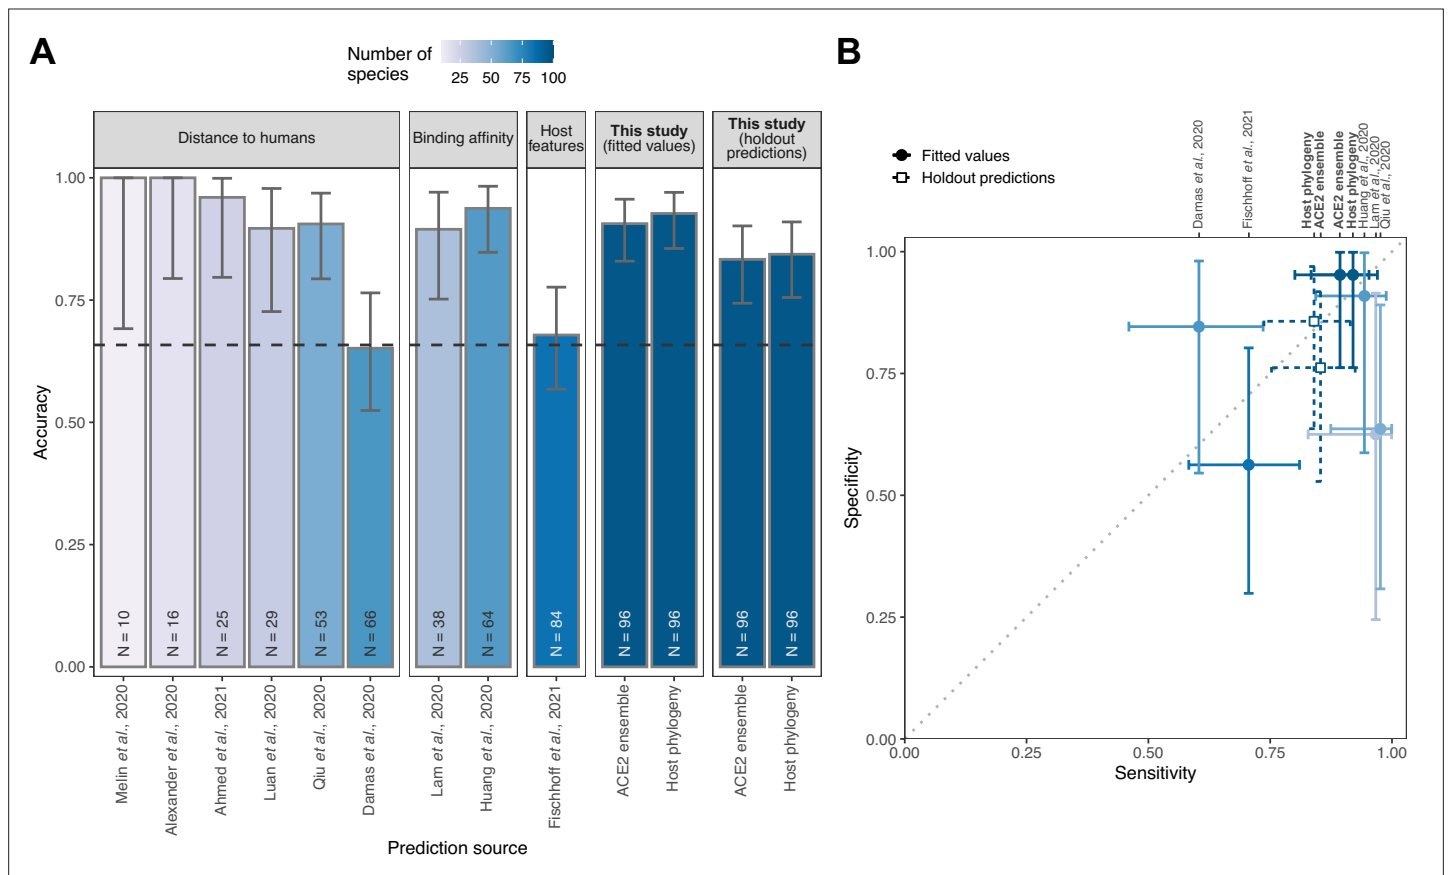 A
Number of
species
25 50 75 100
Distance to humans
Binding affinity
Host
features
This study
(fitted values)
This study
(holdout
predictions)
1.00
0.75
0.50
0.25
0.00
Accuracy
N = 10
N = 16
N = 25
N = 29
N = 53
N = 66
N = 38
N = 64
N = 84
N = 96
N = 96
N = 96
N = 96
Melin et al., 2020
Alexander et al., 2020
Ahmed et al., 2021
Luan et al., 2020
Qiu et al., 2020
Damas et al., 2020
Lam et al., 2020
Huang et al., 2020
Fischhoff et al., 2021
ACE2 ensemble
Host phylogeny
ACE2 ensemble
Host phylogeny
Prediction source
B
Fitted values
Holdout predictions
Damas et al., 2020
Fischhoff et al., 2021
Host phylogeny
ACE2 ensemble
ACE2 ensemble
Host phylogeny
Huang et al., 2020
Lam et al., 2020
Qiu et al., 2020
1.00
0.75
0.50
0.25
0.00
Specificity
0.00 0.25 0.50 0.75 1.00
Sensitivity